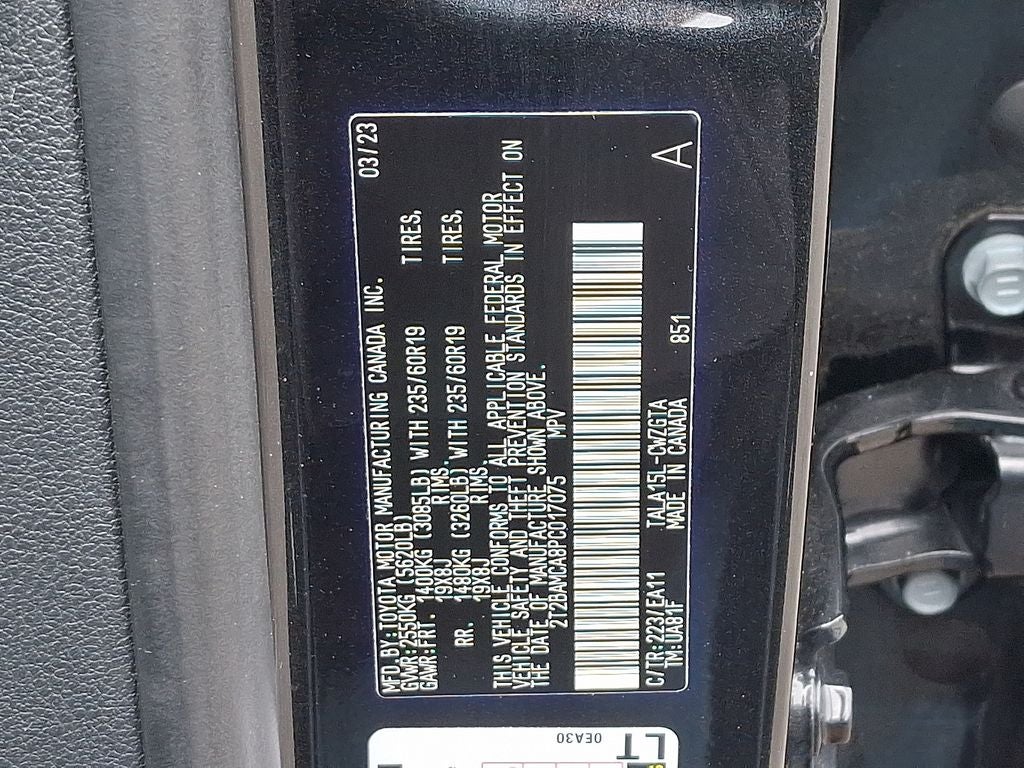 MFD.BY:TOYOTA MOTOR MANUFACTURING CANADA INC. 03/23
GVWR:2550KG (5620LB)
GAWR:FRT. 1400KG (3085LB) WITH 235/60R19 TIRES,
19X8J RIMS,
RR. 1480KG (3260LB) WITH 235/60R19 TIRES,
19X8J RIMS.
THIS VEHICLE CONFORMS TO ALL APPLICABLE FEDERAL MOTOR
VEHICLE SAFETY AND THEFT PREVENTION STANDARDS IN EFFECT ON
THE DATE OF MANUFACTURE SHOWN ABOVE.
2T2BAMCA8PC017075 MPV
C/TR:223/EA11 TALA15L-CWZGTA 851 A
TM:UA81F MADE IN CANADA
0EA30
LT